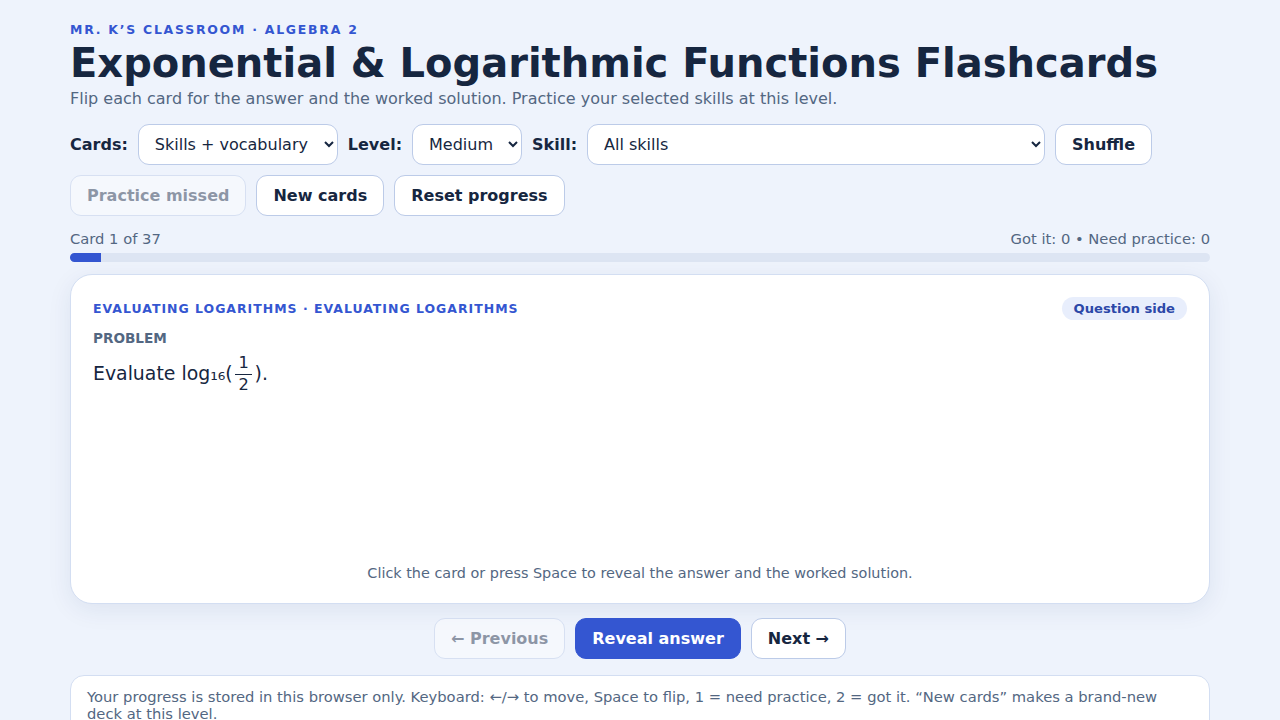 MR. K’S CLASSROOM · ALGEBRA 2
Exponential & Logarithmic Functions Flashcards
Flip each card for the answer and the worked solution. Practice your selected skills at this level.
Cards: Skills + vocabulary Level: Medium Skill: All skills Shuffle
Practice missed New cards Reset progress
Card 1 of 37 Got it: 0 • Need practice: 0
EVALUATING LOGARITHMS · EVALUATING LOGARITHMS Question side
PROBLEM
Evaluate log₁₆(1/2).
Click the card or press Space to reveal the answer and the worked solution.
← Previous Reveal answer Next →
Your progress is stored in this browser only. Keyboard: ←/→ to move, Space to flip, 1 = need practice, 2 = got it. “New cards” makes a brand-new
deck at this level.